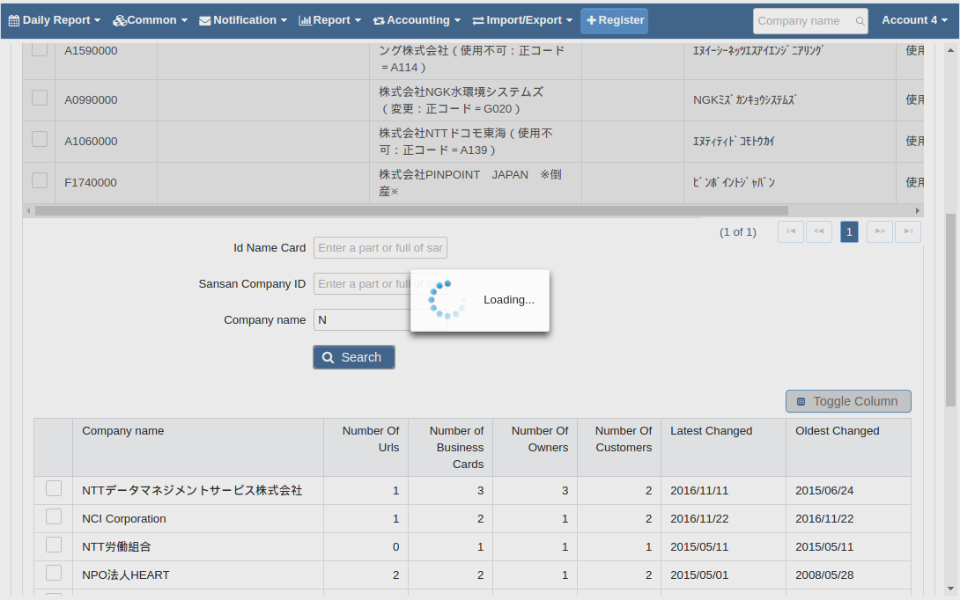 Daily Report Common Notification Report Accounting Import/Export Register Company name Account 4
A1590000 ング株式会社（使用不可：正コード ｴﾇｲｰｼｰﾈｯﾂｴｽｱｲｴﾝｼﾞﾆｱﾘﾝｸﾞ 使用
＝A114）
A0990000 株式会社NGK水環境システムズ NGKﾐｽﾞｶﾝｷｮｳｼｽﾃﾑｽﾞ 使用
（変更：正コード＝G020）
A1060000 株式会社NTTドコモ東海（使用不 ｴﾇﾃｨﾃｨﾄﾞｺﾓﾄｳｶｲ 使用
可：正コード＝A139）
F1740000 株式会社PINPOINT　JAPAN　※倒 ﾋﾟﾝﾎﾟｲﾝﾄｼﾞｬﾊﾟﾝ 使用
産※
(1 of 1) 1
Id Name Card Enter a part or full of sar
Sansan Company ID Enter a part or full of
Loading...
Company name N
Search
Toggle Column
Company name Number Of Urls Number of Business Cards Number Of Owners Number Of Customers Latest Changed Oldest Changed
NTTデータマネジメントサービス株式会社 1 3 3 2 2016/11/11 2015/06/24
NCI Corporation 1 2 1 2 2016/11/22 2016/11/22
NTT労働組合 0 1 1 1 2015/05/11 2015/05/11
NPO法人HEART 2 2 1 2 2015/05/01 2008/05/28